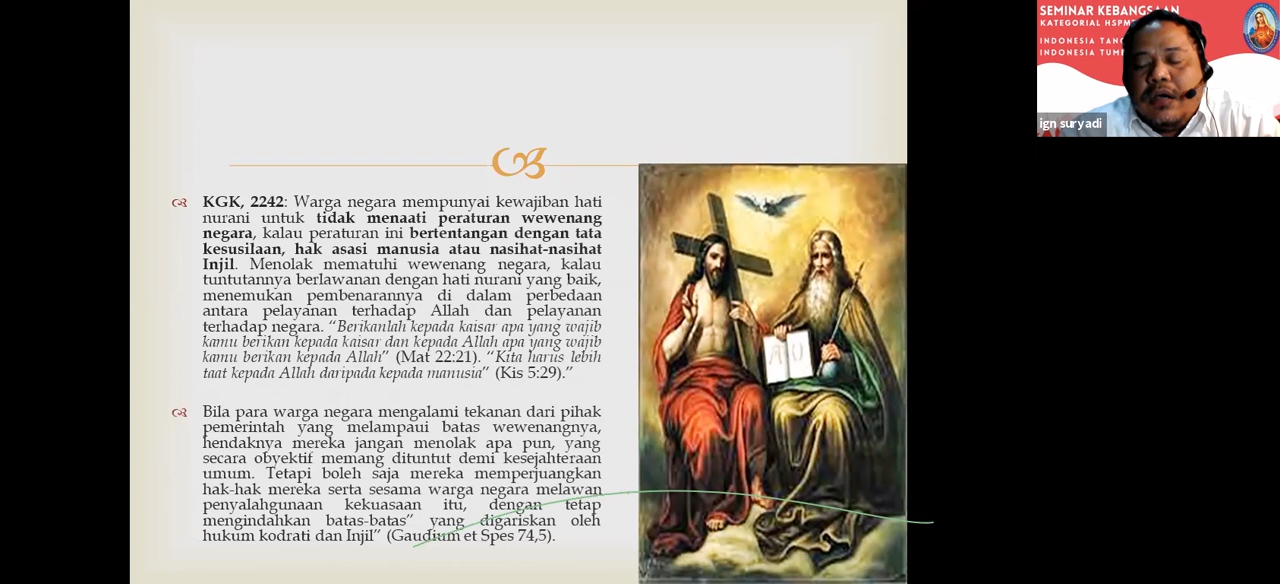 KGK, 2242: Warga negara mempunyai kewajiban hati
nurani untuk tidak menaati peraturan wewenang
negara, kalau peraturan ini bertentangan dengan tata
kesusilaan, hak asasi manusia atau nasihat-nasihat
Injil. Menolak mematuhi wewenang negara, kalau
tuntutannya berlawanan dengan hati nurani yang baik,
menemukan pembenarannya di dalam perbedaan
antara pelayanan terhadap Allah dan pelayanan
terhadap negara. “Berikanlah kepada kaisar apa yang wajib
kamu berikan kepada kaisar dan kepada Allah apa yang wajib
kamu berikan kepada Allah” (Mat 22:21). “Kita harus lebih
taat kepada Allah daripada kepada manusia” (Kis 5:29).”
Bila para warga negara mengalami tekanan dari pihak
pemerintah yang melampaui batas wewenangnya,
hendaknya mereka jangan menolak apa pun, yang
secara obyektif memang dituntut demi kesejahteraan
umum. Tetapi boleh saja mereka memperjuangkan
hak-hak mereka serta sesama warga negara melawan
penyalahgunaan kekuasaan itu, dengan tetap
mengindahkan batas-batas” yang digariskan oleh
hukum kodrati dan Injil” (Gaudium et Spes 74,5).
A Ω
SEMINAR KEBANGSAAN
KATEGORIAL
INDONESIA
INDONESIA
ign suryadi